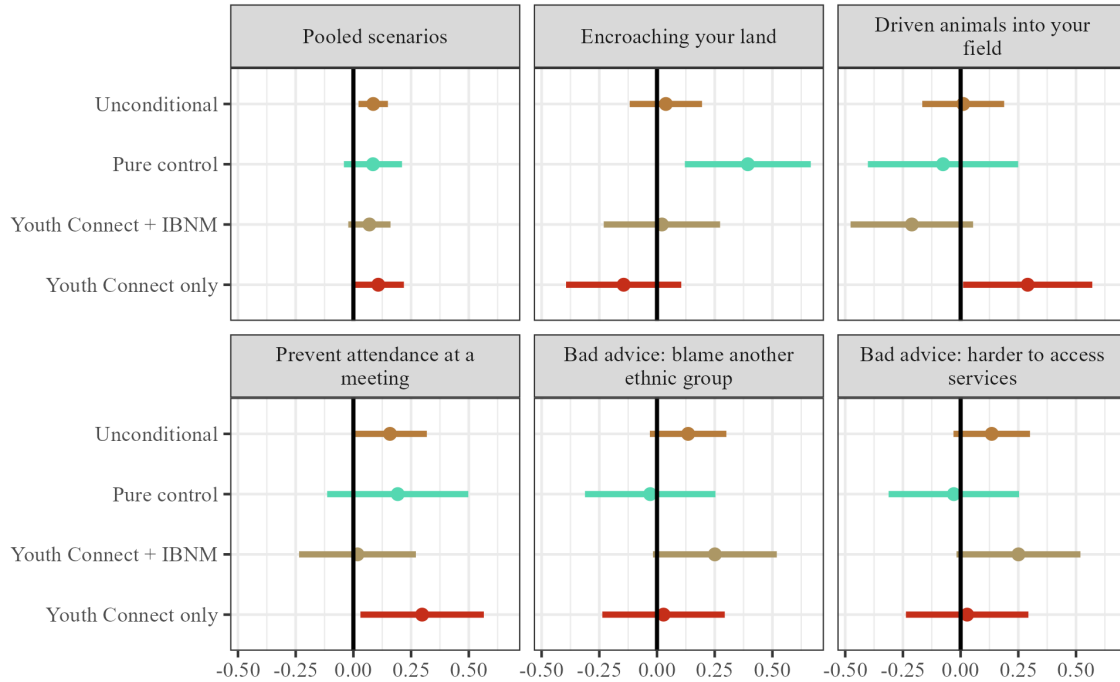 Pooled scenarios
Encroaching your land
Driven animals into your
field
Unconditional
Pure control
Youth Connect + IBNM
Youth Connect only
Prevent attendance at a
meeting
Bad advice: blame another
ethnic group
Bad advice: harder to access
services
Unconditional
Pure control
Youth Connect + IBNM
Youth Connect only
-0.50 -0.25 0.00 0.25 0.50 -0.50 -0.25 0.00 0.25 0.50 -0.50 -0.25 0.00 0.25 0.50